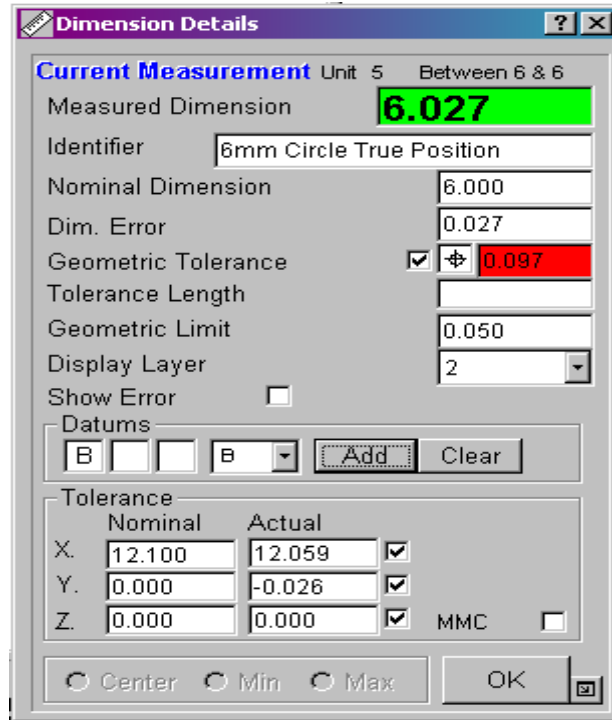 Dimension Details
Current Measurement Unit 5 Between 6 & 6
Measured Dimension 6.027
Identifier 6mm Circle True Position
Nominal Dimension 6.000
Dim. Error 0.027
Geometric Tolerance 0.097
Tolerance Length
Geometric Limit 0.050
Display Layer 2
Show Error
Datums
B B Add Clear
Tolerance
Nominal Actual
X. 12.100 12.059
Y. 0.000 -0.026
Z. 0.000 0.000 MMC
Center Min Max OK